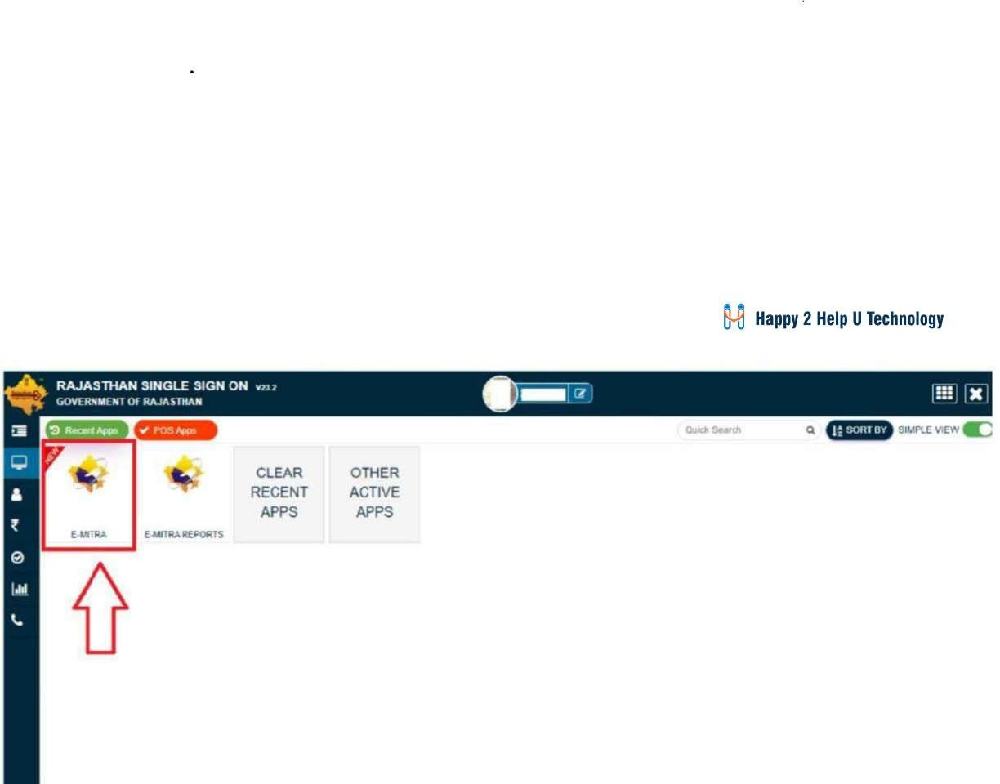 Happy 2 Help U Technology
RAJASTHAN SINGLE SIGN ON V23.2
GOVERNMENT OF RAJASTHAN
Recent Apps
POS Apps
Quick Search
SORT BY
SIMPLE VIEW
NEW
E-MITRA
E-MITRA REPORTS
CLEAR
RECENT
APPS
OTHER
ACTIVE
APPS